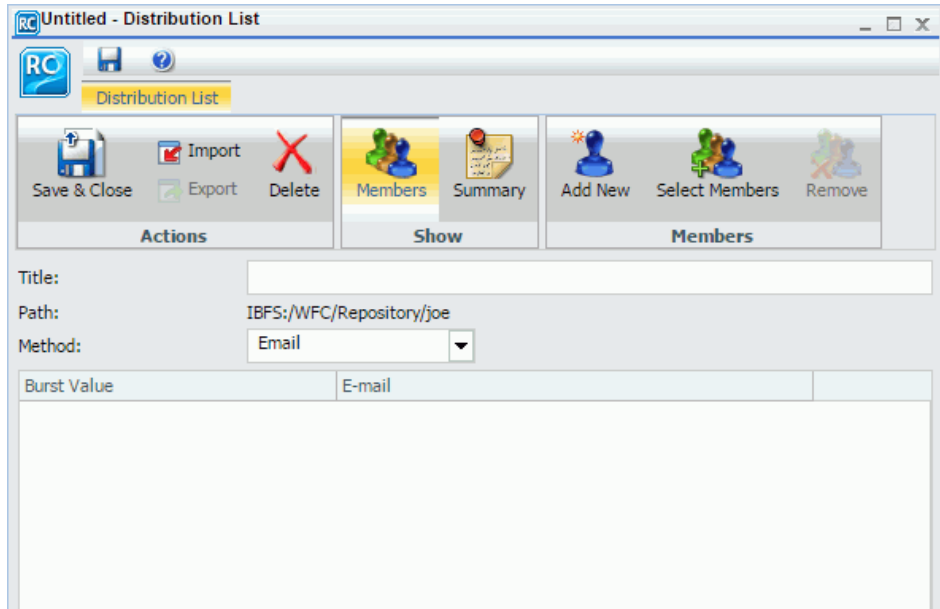 RC Untitled - Distribution List
RC
Distribution List
Save & Close Import Export Delete Members Summary Add New Select Members Remove
Actions Show Members
Title:
Path: IBFS:/WFC/Repository/joe
Method: Email
Burst Value E-mail